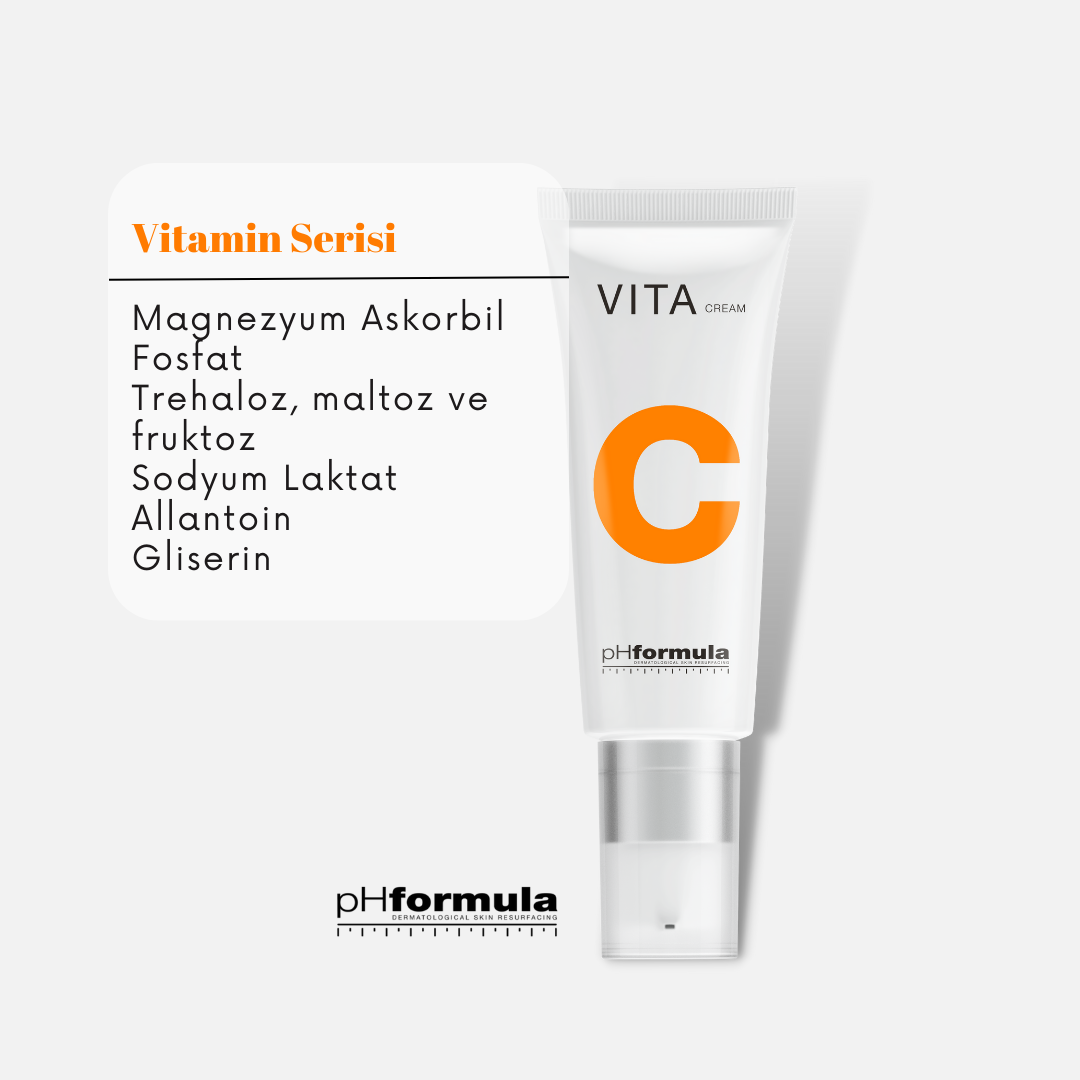 Vitamin Serisi
Magnezyum Askorbil
Fosfat
Trehaloz, maltoz ve
fruktoz
Sodyum Laktat
Allantoin
Gliserin
VITA CREAM
C
pHformula
DERMATOLOGICAL SKIN RESURFACING
pHformula
DERMATOLOGICAL SKIN RESURFACING